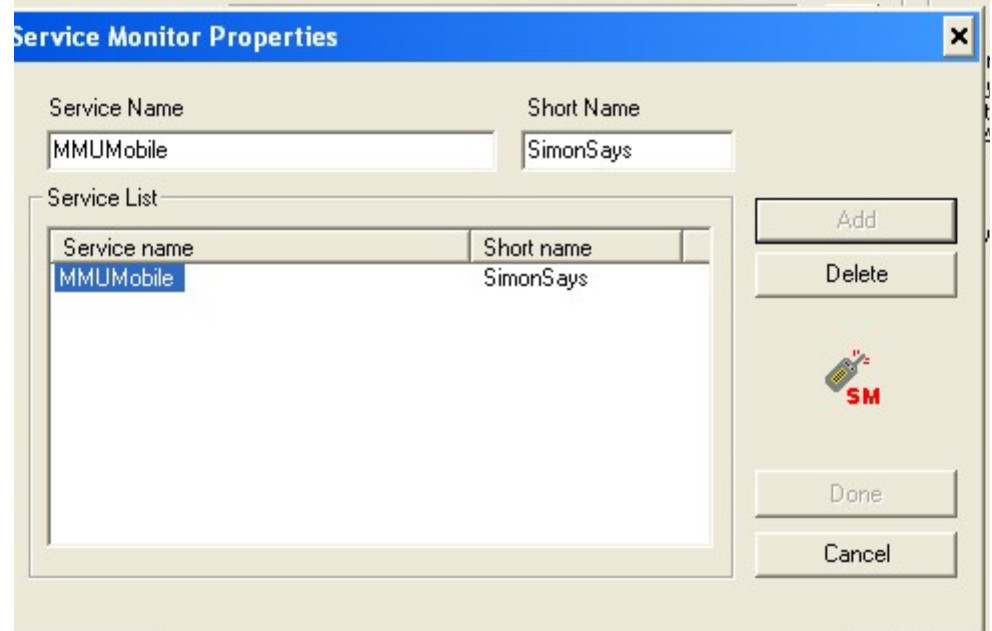 Service Monitor Properties
Service Name
Short Name
MMUMobile
SimonSays
Service List
Service name
Short name
MMUMobile
SimonSays
Add
Delete
SM
Done
Cancel